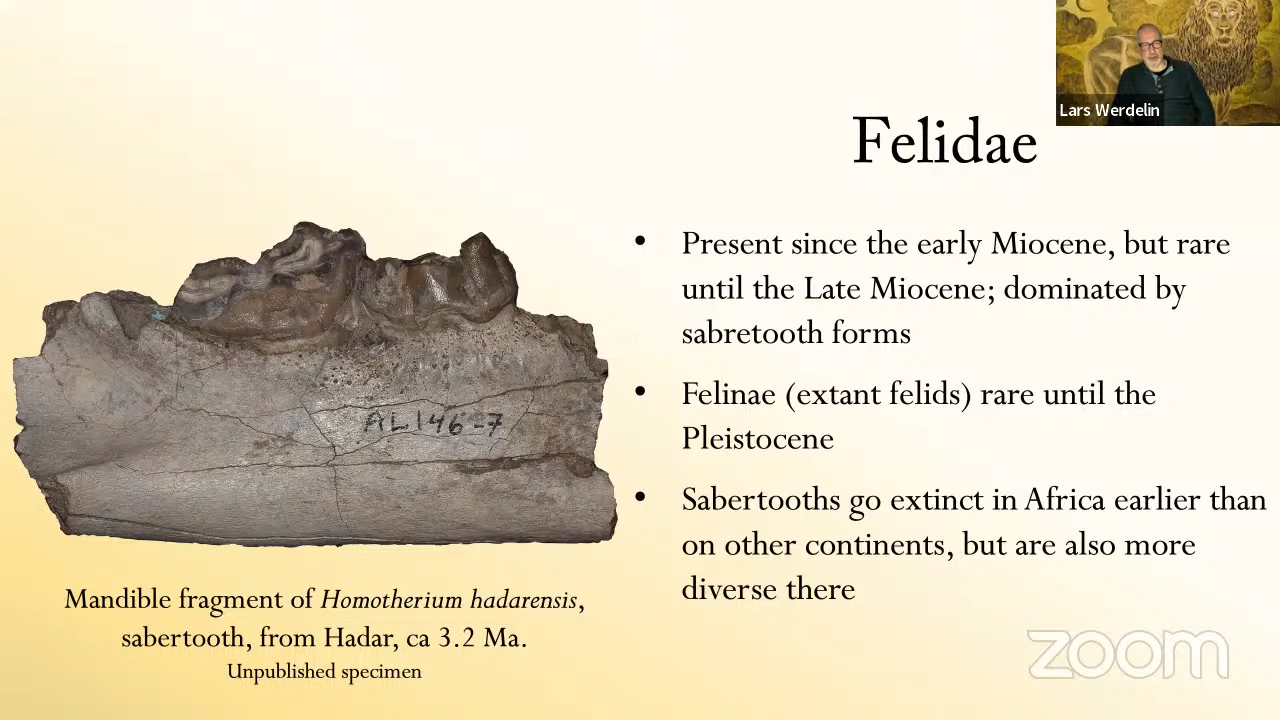 Lars Werdelin
Felidae
• Present since the early Miocene, but rare
until the Late Miocene; dominated by
sabretooth forms
• Felinae (extant felids) rare until the
Pleistocene
• Sabertooths go extinct in Africa earlier than
on other continents, but are also more
diverse there
AL146-7
Mandible fragment of Homotherium hadarensis,
sabertooth, from Hadar, ca 3.2 Ma.
Unpublished specimen
zoom